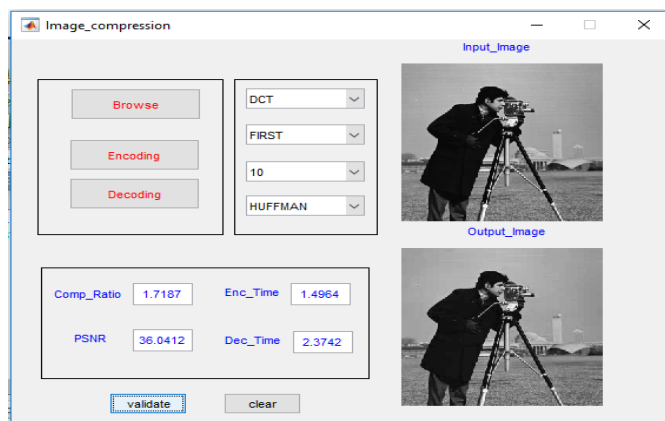 Image_compression
Input_Image
Browse
Encoding
Decoding
DCT
FIRST
10
HUFFMAN
Output_Image
Comp_Ratio 1.7187 Enc_Time 1.4964
PSNR 36.0412 Dec_Time 2.3742
validate clear